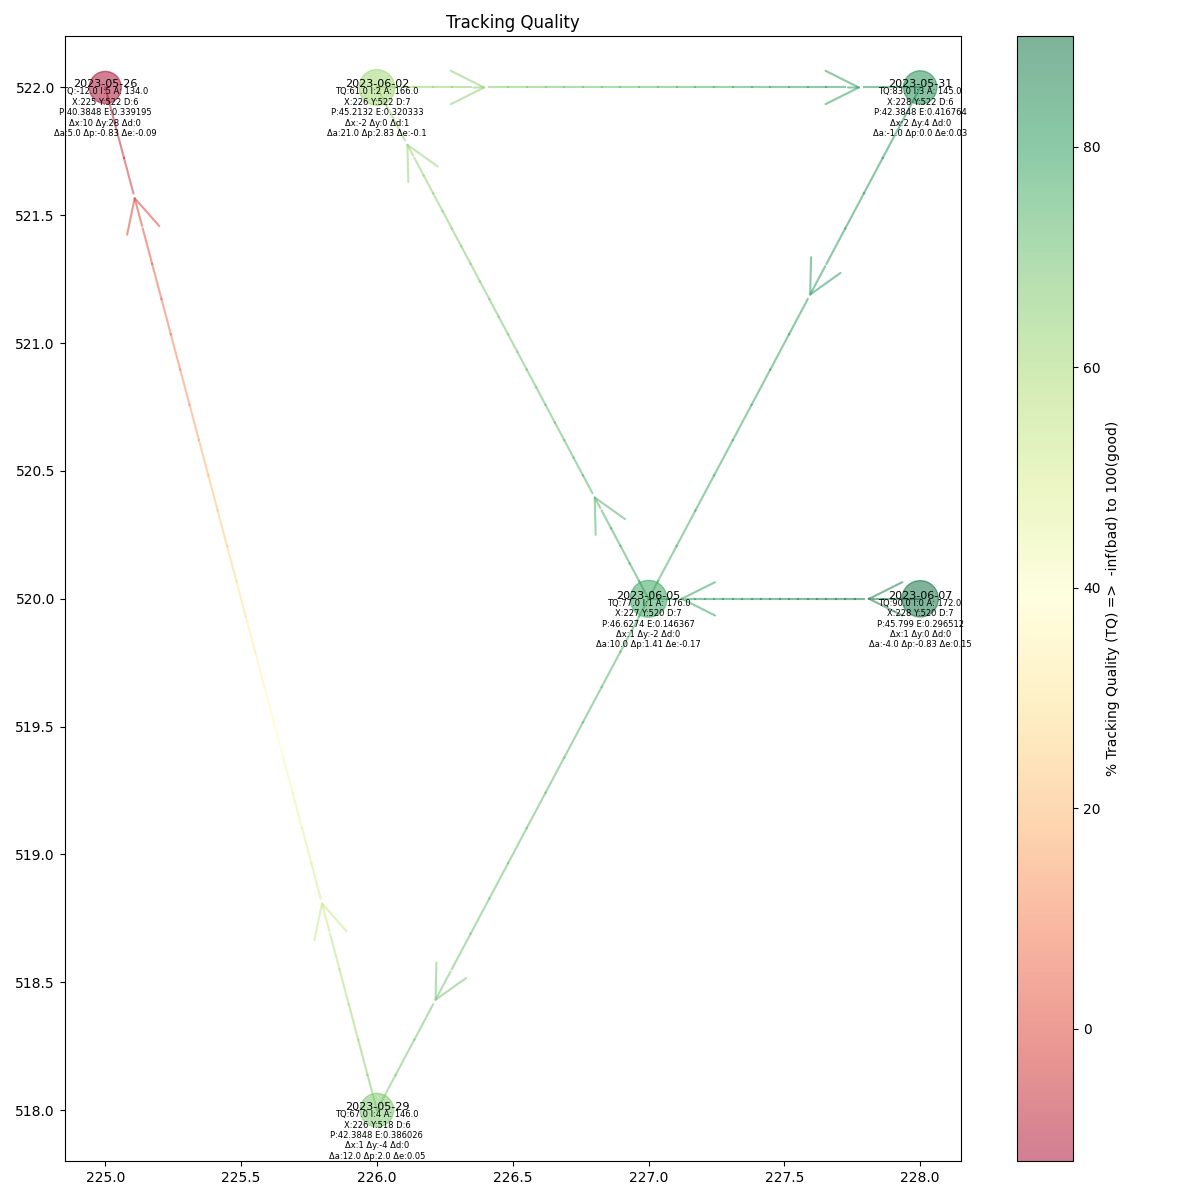 Tracking Quality
2023-05-26
TQ:-12.0 I:5 A: 134.0
X:225 Y:522 D:6
P:40.3848 E:0.339195
Δx:10 Δy:28 Δd:0
Δa:5.0 Δp:-0.83 Δe:-0.09
2023-06-02
TQ:61.0 I:2 A: 166.0
X:226 Y:522 D:7
P:45.2132 E:0.320333
Δx:-2 Δy:0 Δd:1
Δa:21.0 Δp:2.83 Δe:-0.1
2023-05-31
TQ:83.0 I:3 A: 145.0
X:228 Y:522 D:6
P:42.3848 E:0.416764
Δx:2 Δy:4 Δd:0
Δa:-1.0 Δp:0.0 Δe:0.03
2023-06-05
TQ:77.0 I:1 A: 176.0
X:227 Y:520 D:7
P:46.6274 E:0.146367
Δx:1 Δy:-2 Δd:0
Δa:10.0 Δp:1.41 Δe:-0.17
2023-06-07
TQ:90.0 I:0 A: 172.0
X:228 Y:520 D:7
P:45.799 E:0.296512
Δx:1 Δy:0 Δd:0
Δa:-4.0 Δp:-0.83 Δe:0.15
2023-05-29
TQ:67.0 I:4 A: 146.0
X:226 Y:518 D:6
P:42.3848 E:0.386026
Δx:1 Δy:-4 Δd:0
Δa:12.0 Δp:2.0 Δe:0.05
522.0
521.5
521.0
520.5
520.0
519.5
519.0
518.5
518.0
225.0 225.5 226.0 226.5 227.0 227.5 228.0
80
60
40
20
0
% Tracking Quality (TQ) => -inf(bad) to 100(good)